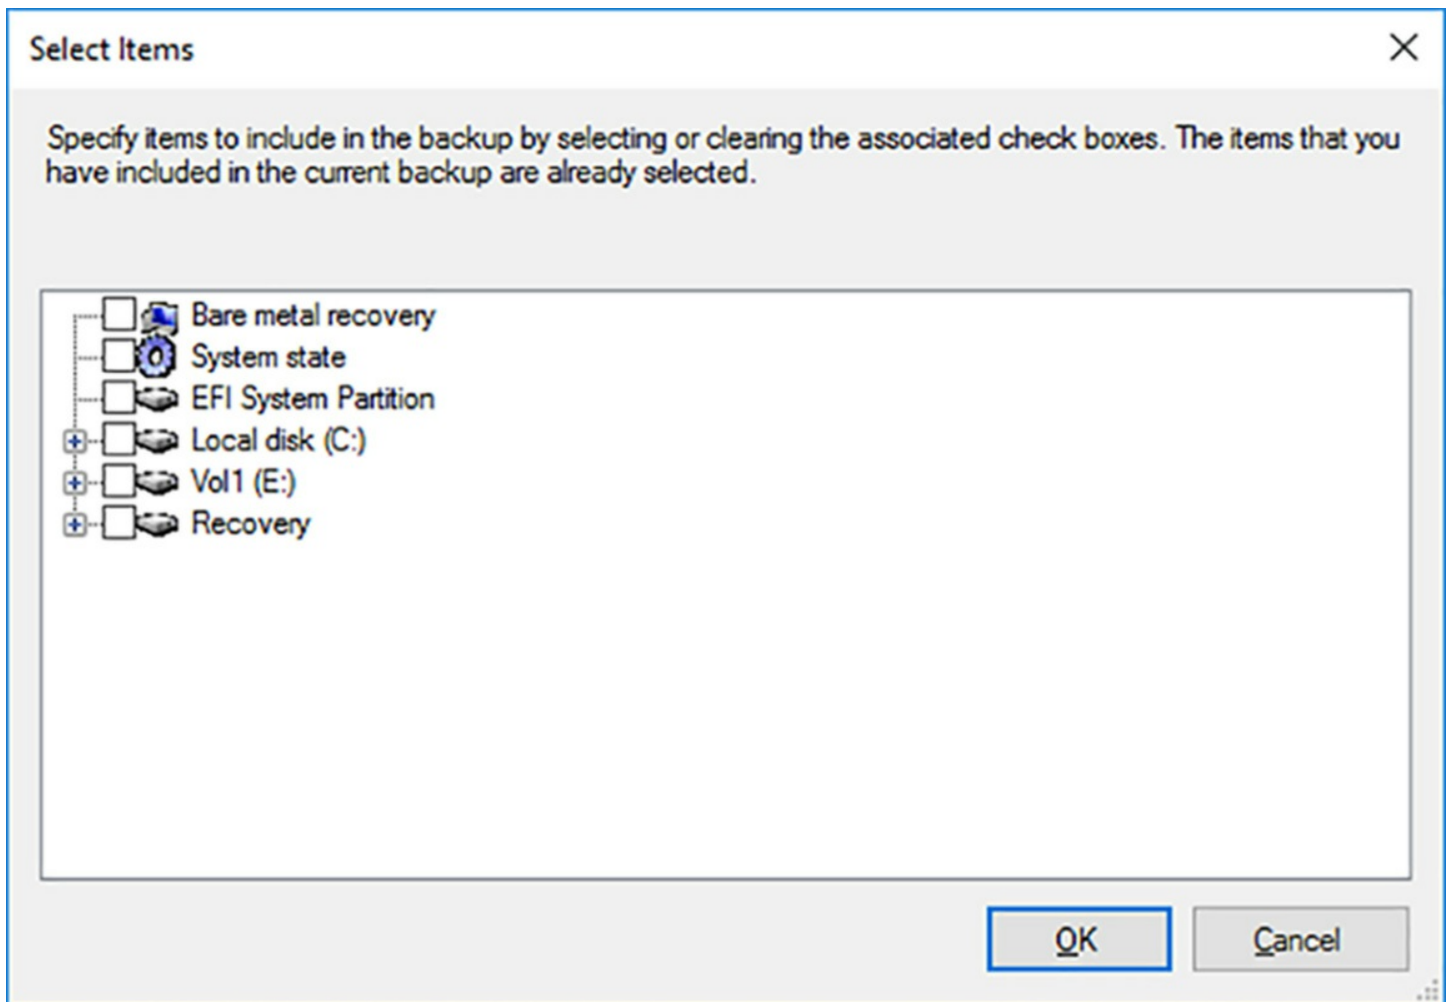 Select Items
Specify items to include in the backup by selecting or clearing the associated check boxes. The items that you
have included in the current backup are already selected.
Bare metal recovery
System state
EFI System Partition
Local disk (C:)
Vol1 (E:)
Recovery
OK
Cancel